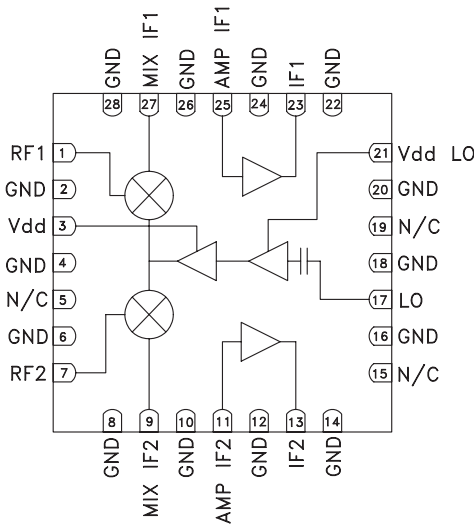 GND
MIX IF1
GND
AMP IF1
GND
IF1
GND
28
27
26
25
24
23
22
RF1 1
GND 2
Vdd 3
GND 4
N/C 5
GND 6
RF2 7
21 Vdd LO
20 GND
19 N/C
18 GND
17 LO
16 GND
15 N/C
8
9
10
11
12
13
14
GND
MIX IF2
GND
AMP IF2
GND
IF2
GND